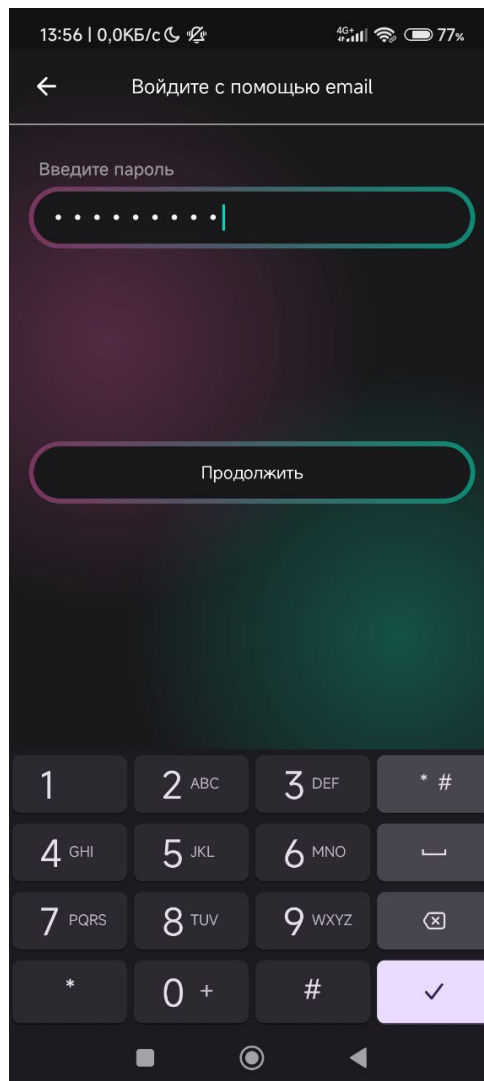 13:56 | 0,0КБ/с 4G+ 77%
Войдите с помощью email
Введите пароль
• • • • • • • • •
Продолжить
1 2 ABC 3 DEF * #
4 GHI 5 JKL 6 MNO
7 PQRS 8 TUV 9 WXYZ
* 0 + #